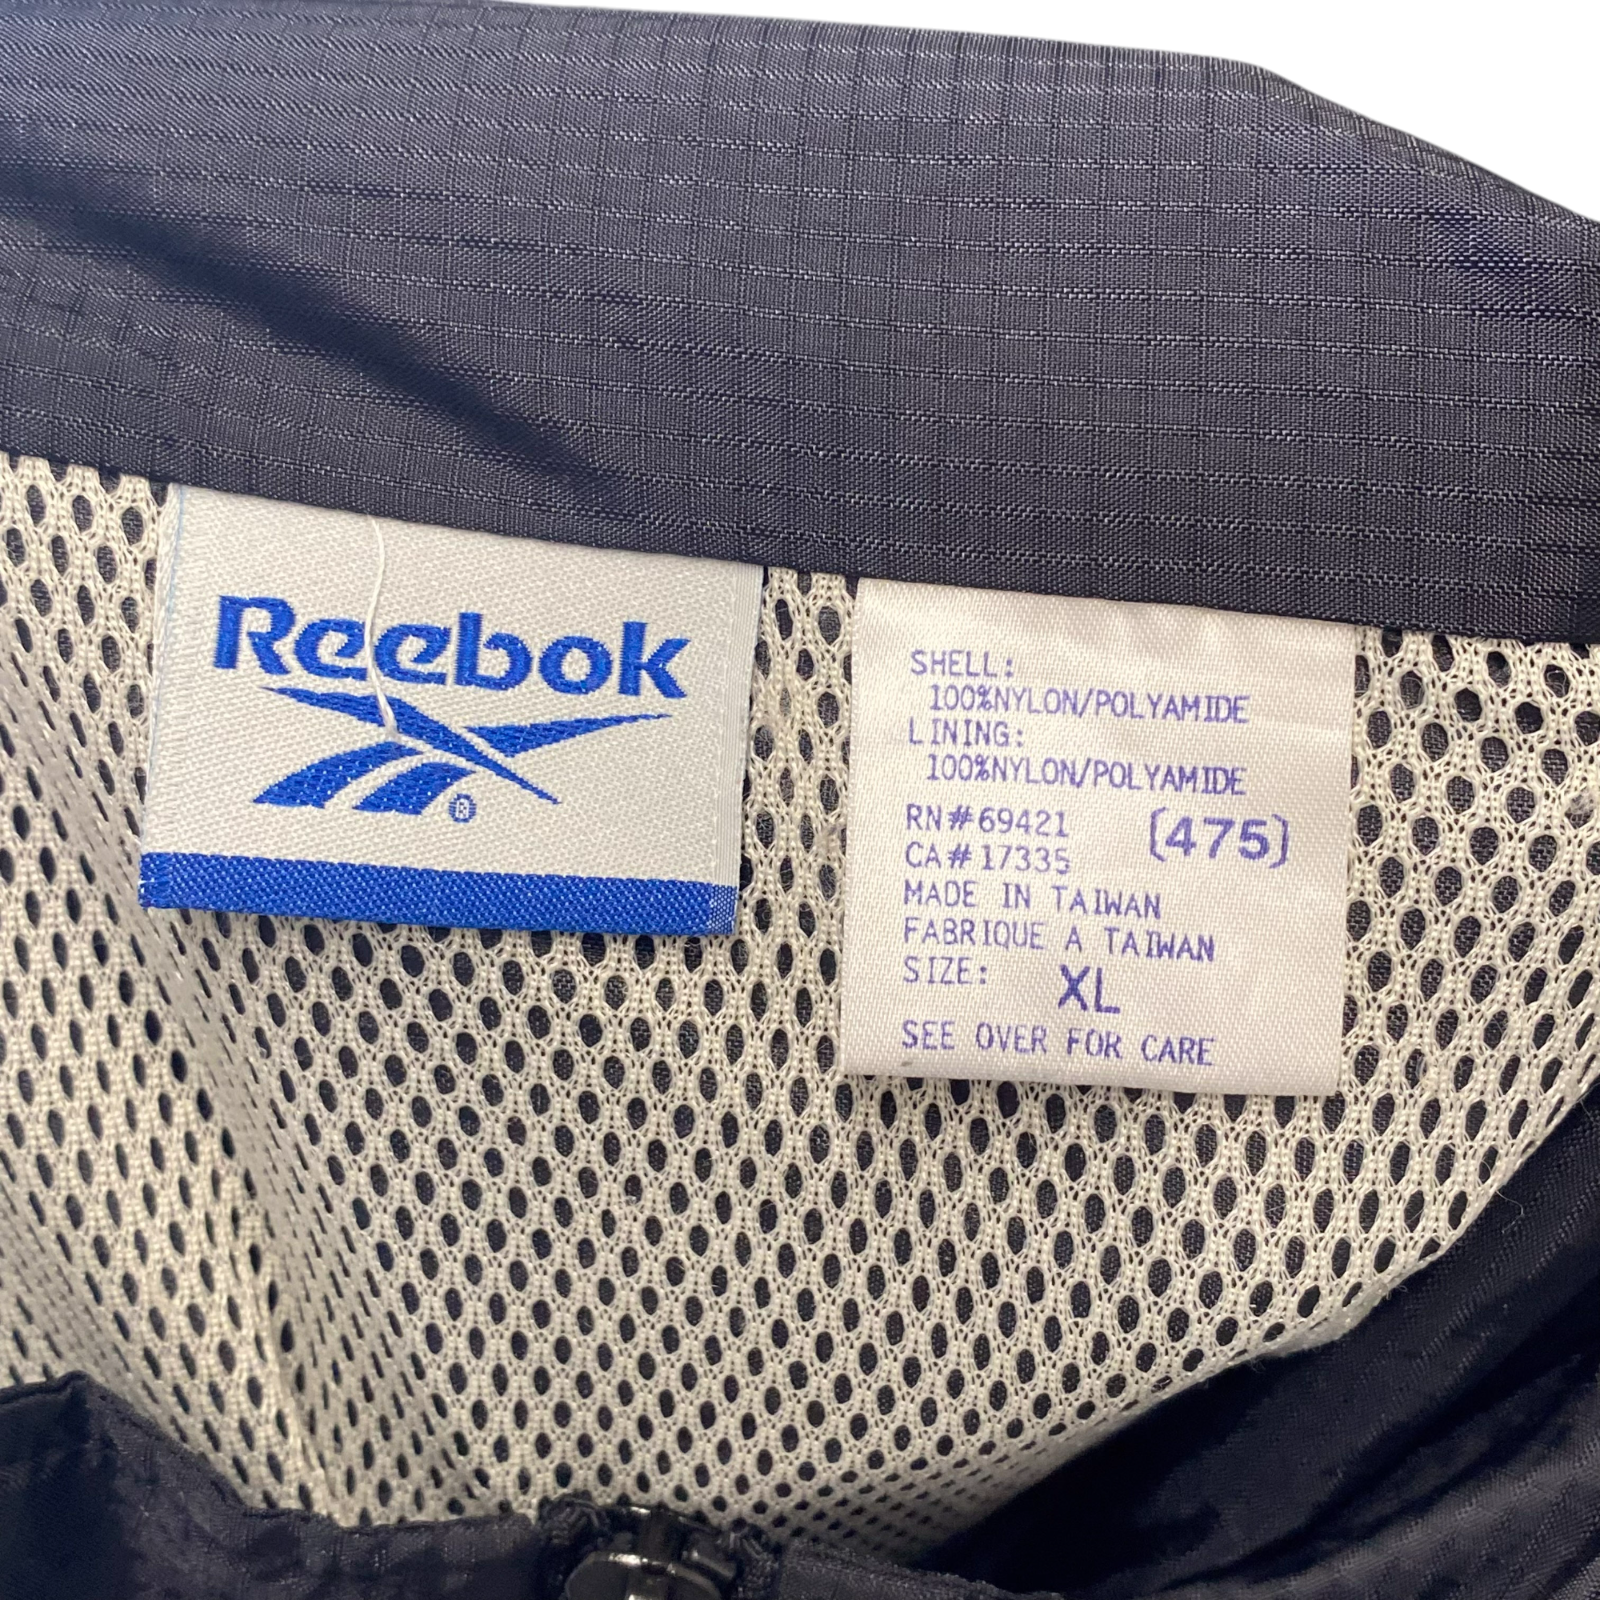 Reebok
®
SHELL:
100%NYLON/POLYAMIDE
LINING:
100%NYLON/POLYAMIDE
RN#69421 (475)
CA#17335
MADE IN TAIWAN
FABRIQUE A TAIWAN
SIZE: XL
SEE OVER FOR CARE